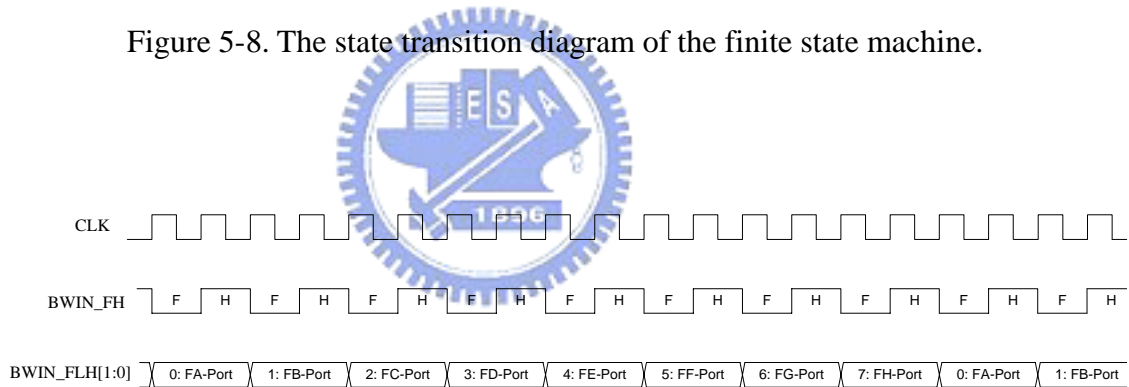 Figure 5-8. The state transition diagram of the finite state machine.
E S A
1896
CLK
BWIN_FH F H F H F H F H F H F H F H F H F H F H
BWIN_FLH[1:0] 0: FA-Port 1: FB-Port 2: FC-Port 3: FD-Port 4: FE-Port 5: FF-Port 6: FG-Port 7: FH-Port 0: FA-Port 1: FB-Port